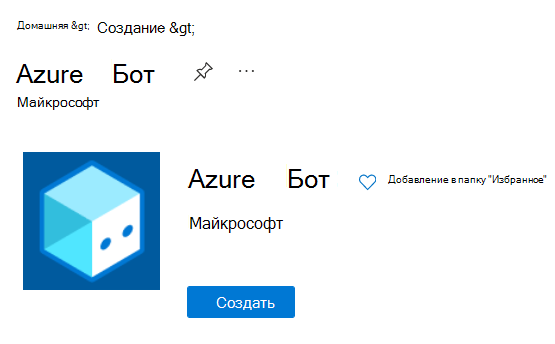 Домашняя &gt; Создание &gt;
Azure Бот
Майкрософт
Azure Бот
Добавление в папку "Избранное"
Майкрософт
Создать